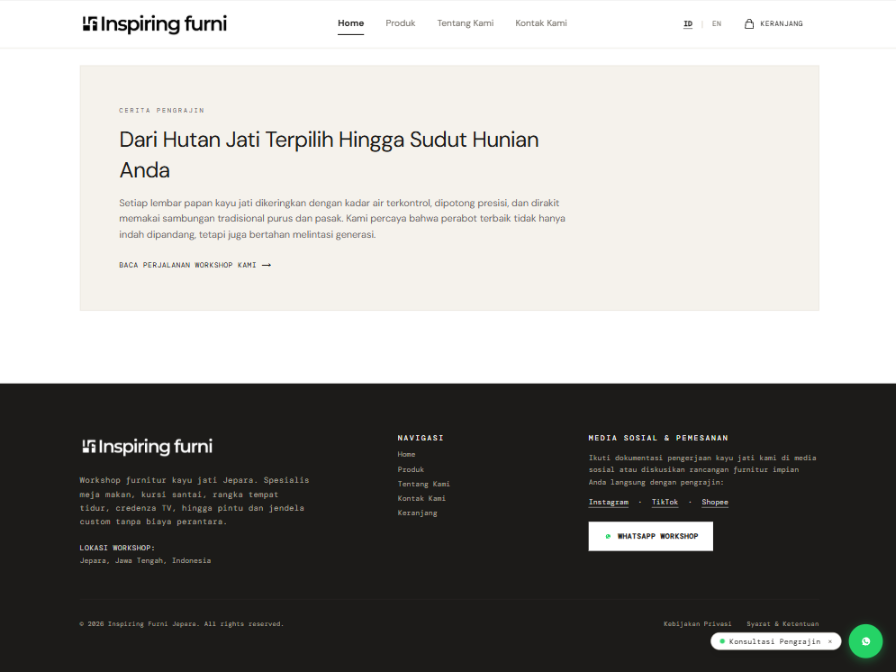 Inspiring furni
Home
Produk
Tentang Kami
Kontak Kami
ID | EN
KERANJANG
CERITA PENGRAJIN
Dari Hutan Jati Terpilih Hingga Sudut Hunian
Anda
Setiap lembar papan kayu jati dikeringkan dengan kadar air terkontrol, dipotong presisi, dan dirakit
memakai sambungan tradisional purus dan pasak. Kami percaya bahwa perabot terbaik tidak hanya
indah dipandang, tetapi juga bertahan melintasi generasi.
BACA PERJALANAN WORKSHOP KAMI →
Inspiring furni
Workshop furnitur kayu jati Jepara. Spesialis
meja makan, kursi santai, rangka tempat
tidur, credenza TV, hingga pintu dan jendela
custom tanpa biaya perantara.
LOKASI WORKSHOP:
Jepara, Jawa Tengah, Indonesia
NAVIGASI
Home
Produk
Tentang Kami
Kontak Kami
Keranjang
MEDIA SOSIAL & PEMESANAN
Ikuti dokumentasi pengerjaan kayu jati kami di media
sosial atau diskusikan rancangan furnitur impian
Anda langsung dengan pengrajin:
Instagram · TikTok · Shopee
WHATSAPP WORKSHOP
© 2026 Inspiring Furni Jepara. All rights reserved.
Kebijakan Privasi
Syarat & Ketentuan
Konsultasi Pengrajin ×